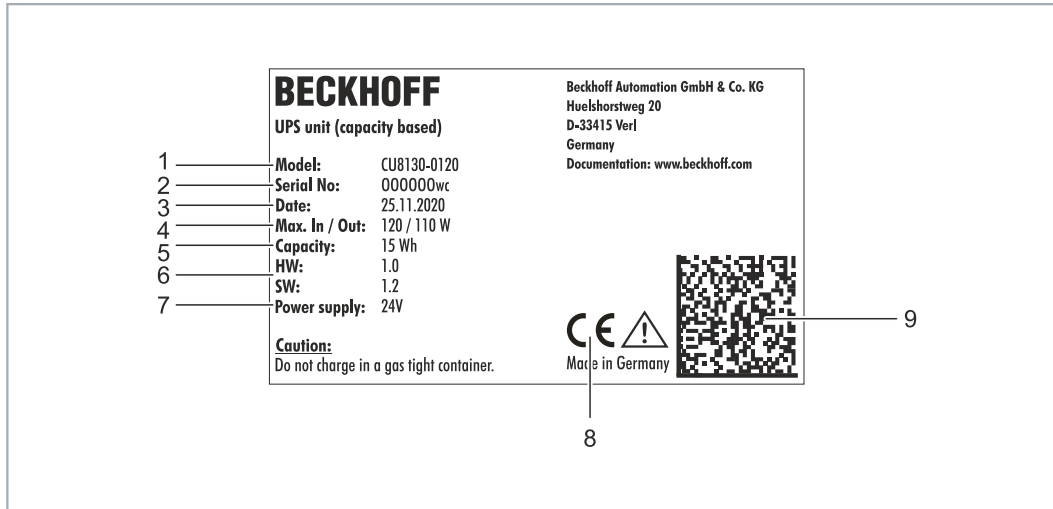 BECKHOFF
UPS unit (capacity based)
Beckhoff Automation GmbH & Co. KG
Huelshorstweg 20
D-33415 Verl
Germany
Documentation: www.beckhoff.com
1 Model: CU8130-0120
2 Serial No: 000000wc
3 Date: 25.11.2020
4 Max. In / Out: 120 / 110 W
5 Capacity: 15 Wh
6 HW: 1.0
SW: 1.2
7 Power supply: 24V
Caution:
Do not charge in a gas tight container.
CE
Made in Germany
9
8